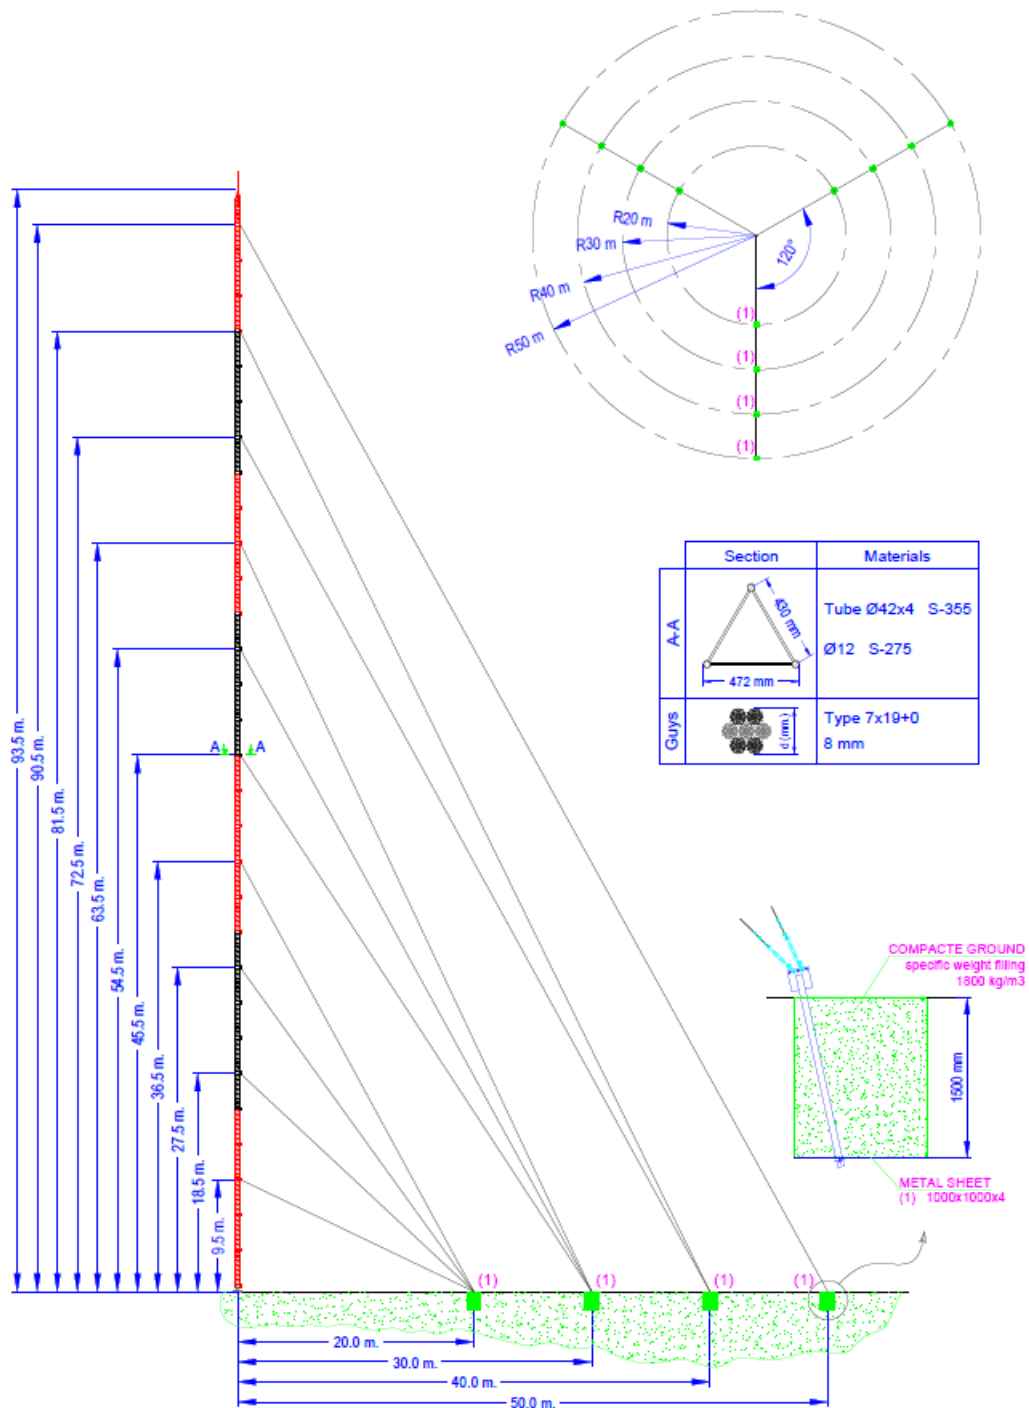 R20 m
R30 m
R40 m
R50 m
120°
(1)
(1)
(1)
(1)
93.5 m.
90.5 m.
81.5 m.
72.5 m.
63.5 m.
54.5 m.
45.5 m.
36.5 m.
27.5 m.
18.5 m.
9.5 m.
A A
Section Materials
A-A
430 mm
472 mm
Tube Ø42x4 S-355
Ø12 S-275
Guys
d (mm.)
Type 7x19+0
8 mm
COMPACTE GROUND
specific weight filling
1800 kg/m3
1500 mm
METAL SHEET
(1) 1000x1000x4
(1) (1) (1) (1)
20.0 m.
30.0 m.
40.0 m.
50.0 m.